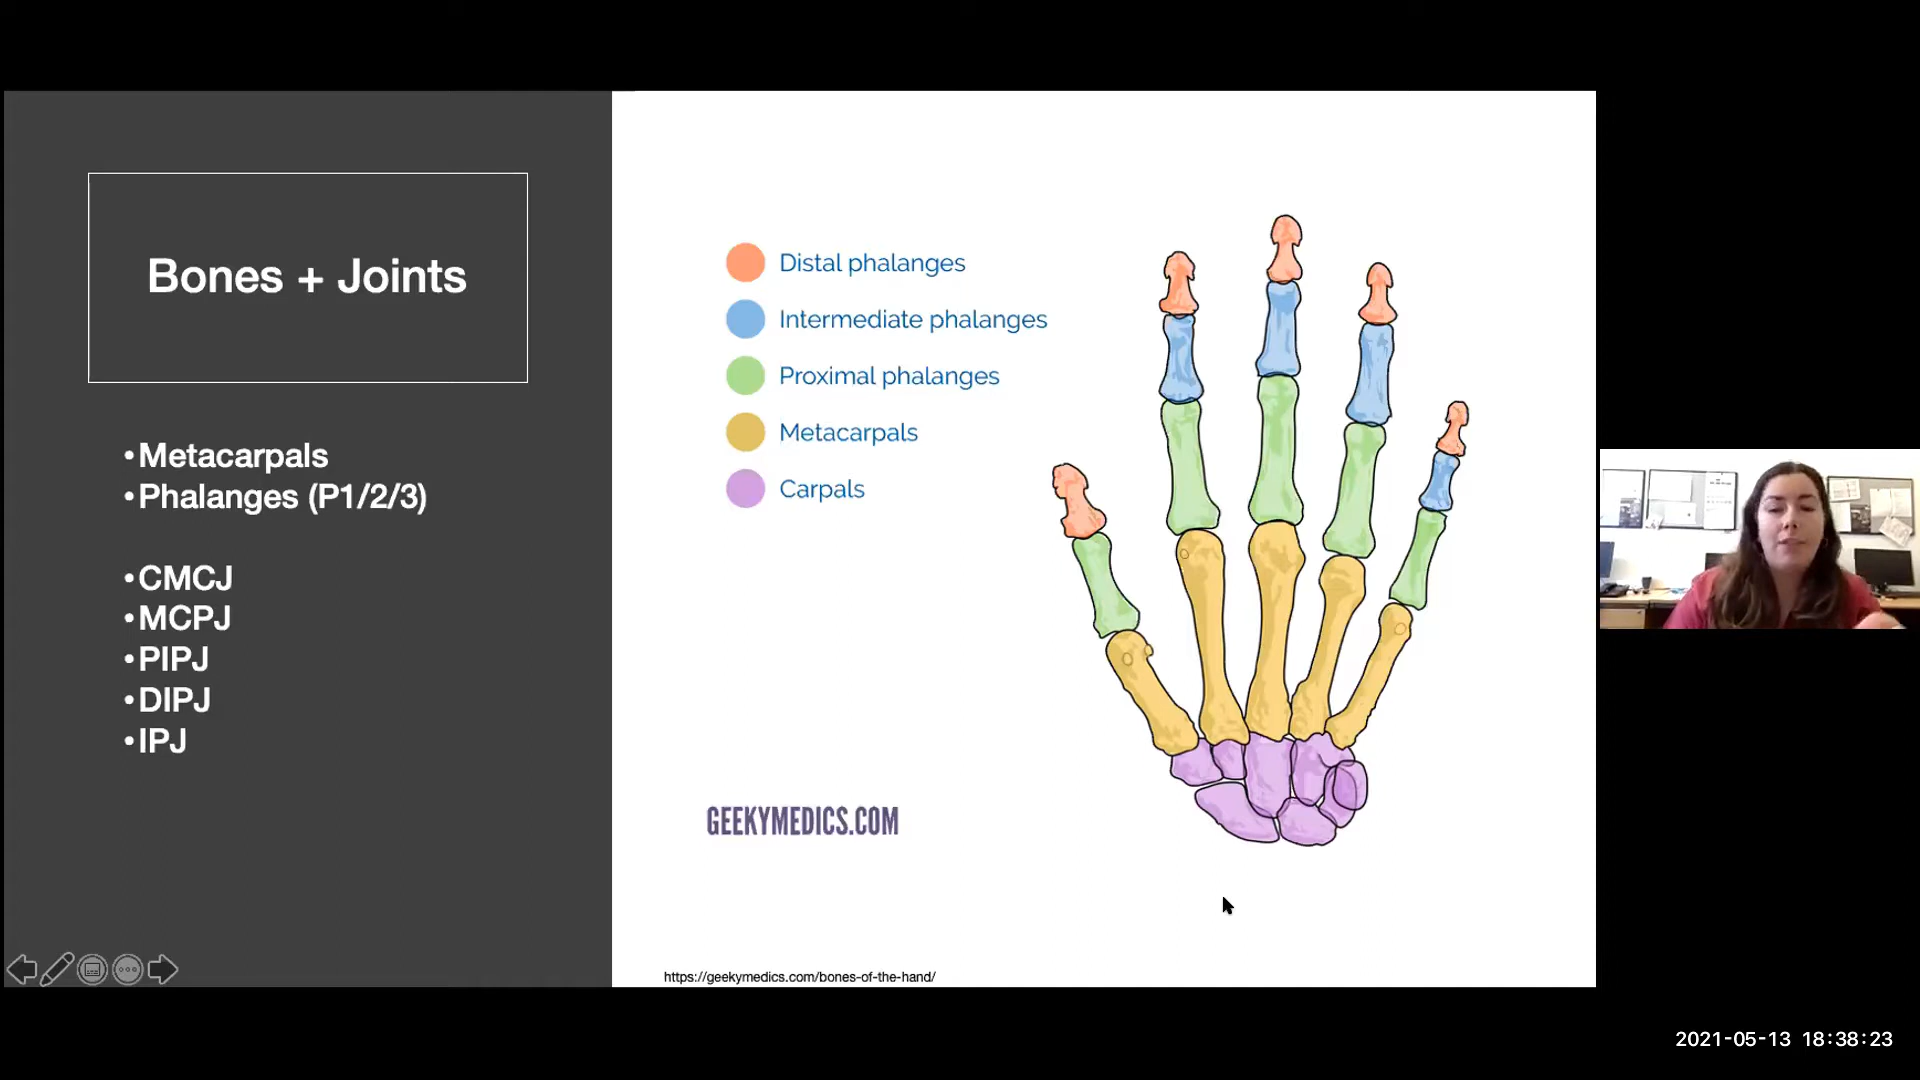 Bones + Joints
•Metacarpals
•Phalanges (P1/2/3)
•CMCJ
•MCPJ
•PIPJ
•DIPJ
•IPJ
Distal phalanges
Intermediate phalanges
Proximal phalanges
Metacarpals
Carpals
GEEKYMEDICS.COM
https://geekymedics.com/bones-of-the-hand/
2021-05-13 18:38:23